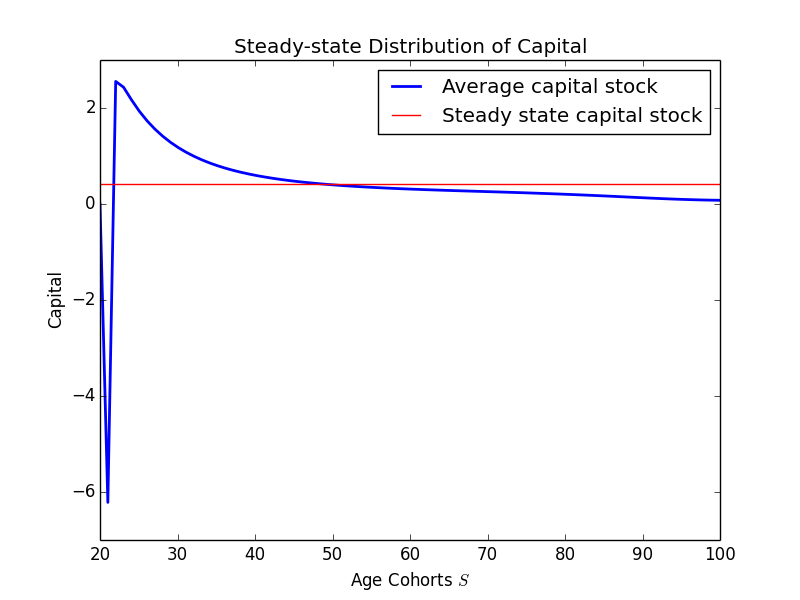 Steady-state Distribution of Capital
Average capital stock
Steady state capital stock
2
0
−2
−4
−6
Capital
20 30 40 50 60 70 80 90 100
Age Cohorts S